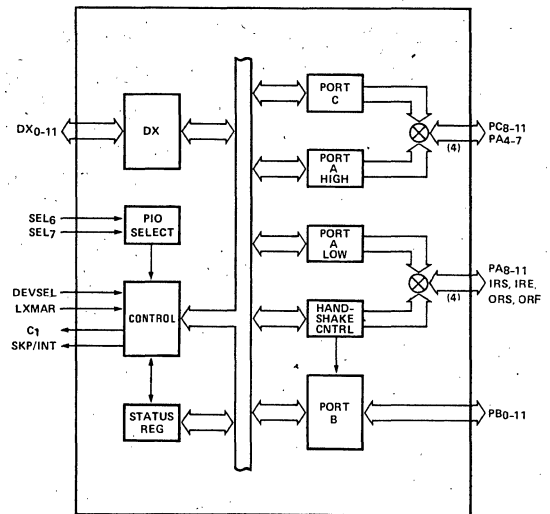 PORT
C
DX₀₋₁₁
DX
PC₈₋₁₁
PA₄₋₇
(4)
PORT
A
HIGH
SEL₆
SEL₇
PIO
SELECT
PORT
A
LOW
DEVSEL
LXMAR
C₁
SKP/INT
CONTROL
PA₈₋₁₁
IRS, IRE,
ORS, ORF
(4)
HAND-
SHAKE
CNTRL
STATUS
REG
PORT
B
PB₀₋₁₁